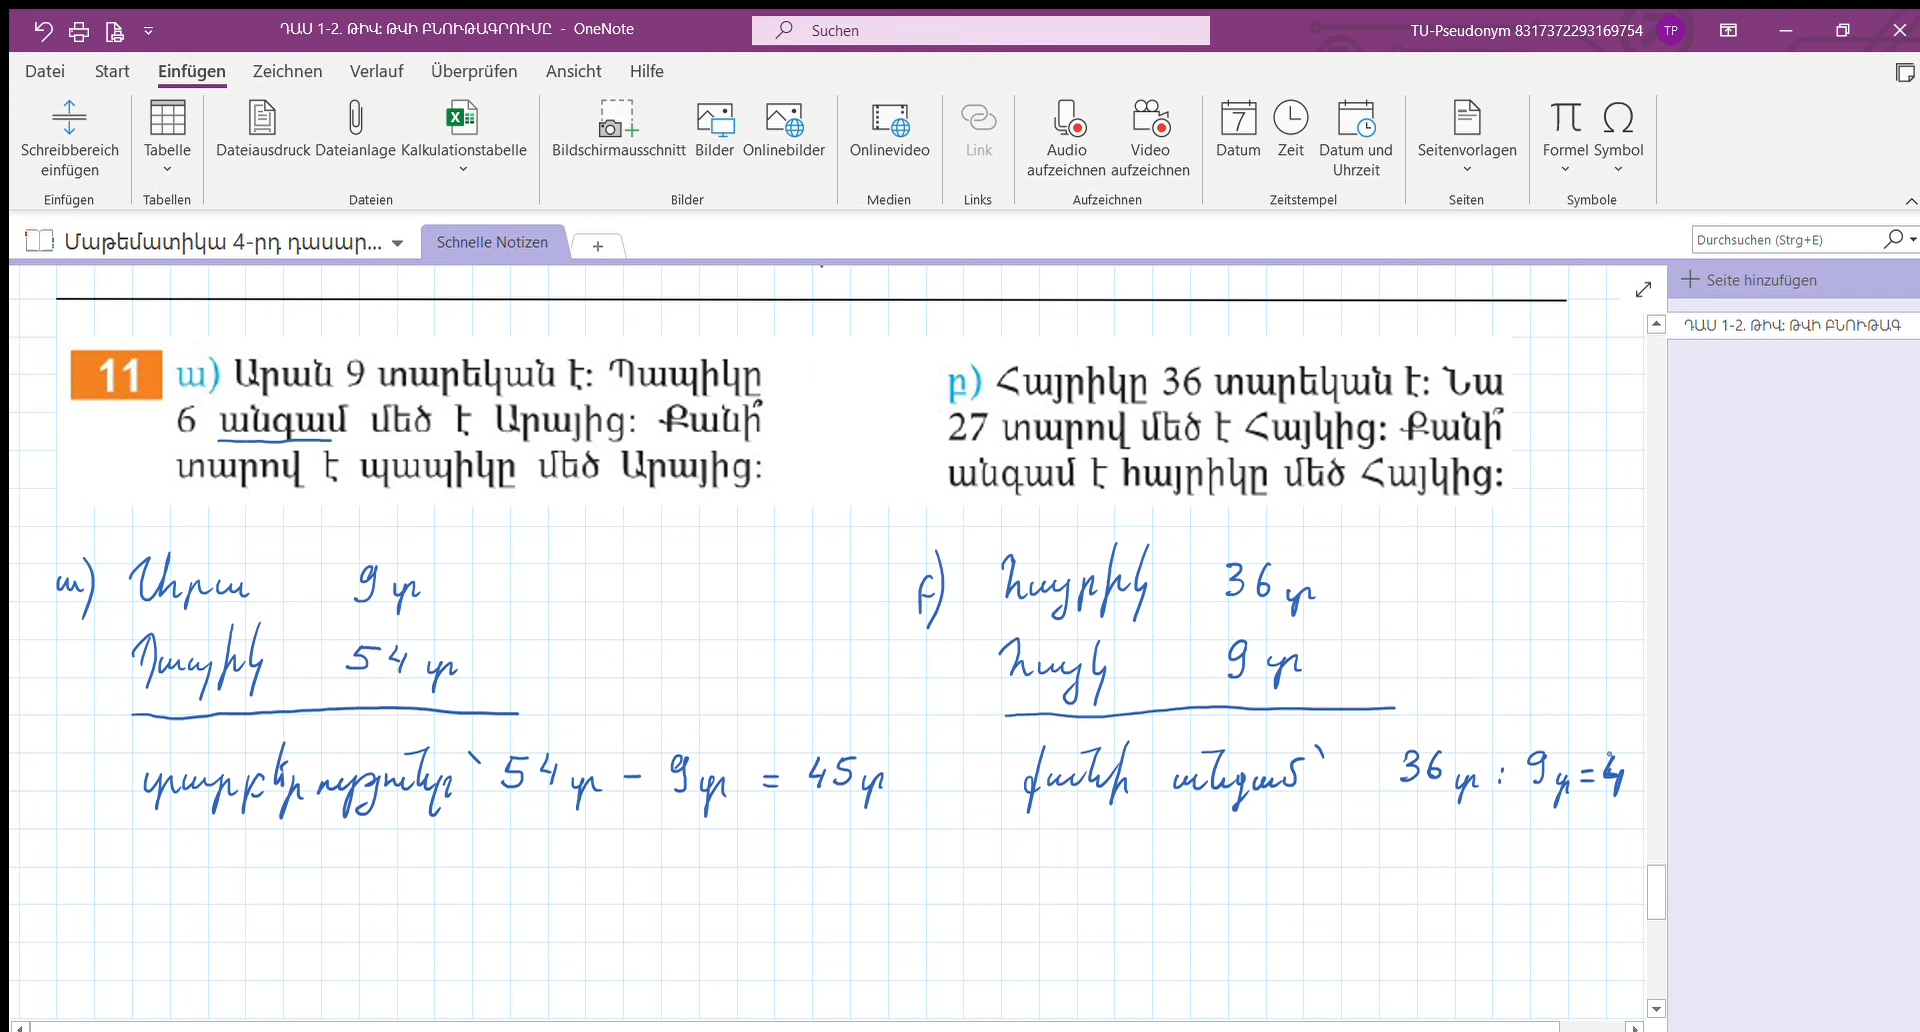 ԴԱՍ 1-2. ԹԻՎ: ԹՎԻ ԲՆՈՒԹԱԳՐՈՒՄԸ - OneNote
Suchen
TU-Pseudonym 8317372293169754
TP
Datei Start Einfügen Zeichnen Verlauf Überprüfen Ansicht Hilfe
Schreibbereich einfügen
Tabelle
Dateiausdruck Dateianlage Kalkulationstabelle
Bildschirmausschnitt Bilder Onlinebilder
Onlinevideo
Link
Audio aufzeichnen Video aufzeichnen
7
Datum Zeit Datum und Uhrzeit
Seitenvorlagen
π Ω
Formel Symbol
Einfügen Tabellen Dateien Bilder Medien Links Aufzeichnen Zeitstempel Seiten Symbole
Մաթեմատիկա 4-րդ դասար...
Schnelle Notizen
+
Durchsuchen (Strg+E)
Seite hinzufügen
ԴԱՍ 1-2. ԹԻՎ: ԹՎԻ ԲՆՈՒԹԱԳ
11 ա) Արան 9 տարեկան է: Պապիկը
6 անգամ մեծ է Արայից: Քանի՞
տարով է պապիկը մեծ Արայից:
բ) Հայրիկը 36 տարեկան է: Նա
27 տարով մեծ է Հայկից: Քանի՞
անգամ է հայրիկը մեծ Հայկից:
ա) Արա 9 տ
Պապիկ 54 տ
տարբերությունը՝ 54 տ - 9 տ = 45 տ
բ) Հայրիկ 36 տ
Հայկ 9 տ
քանի անգամ՝ 36 տ : 9 տ = 4